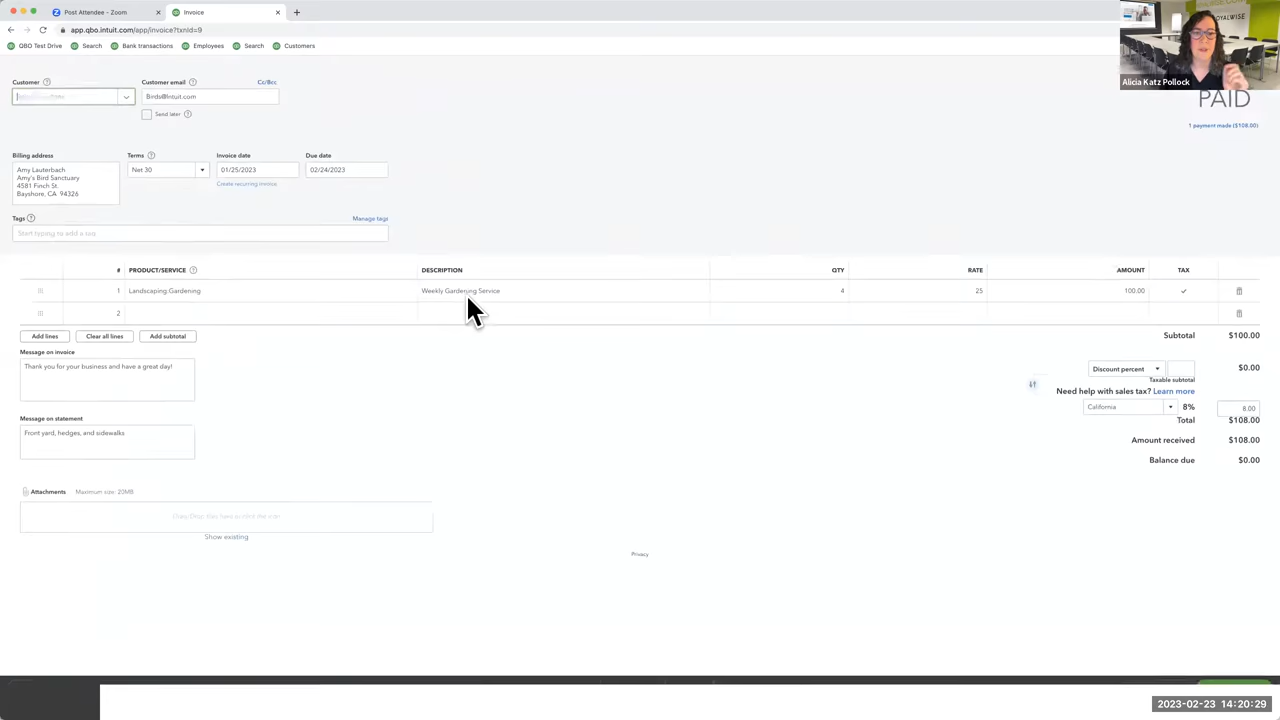 Post Attendee - Zoom
Invoice
app.qbo.intuit.com/app/invoice?txnId=9
QBO Test Drive
Search
Bank transactions
Employees
Search
Customers
ROYALWISE
Alicia Katz Pollock
Customer
Customer email
Cc/Bcc
Birds@Intuit.com
Send later
PAID
1 payment made ($108.00)
Billing address
Terms
Invoice date
Due date
Amy Lauterbach
Amy's Bird Sanctuary
4581 Finch St.
Bayshore, CA 94326
Net 30
01/25/2023
02/24/2023
Create recurring invoice
Tags
Manage tags
Start typing to add a tag
# PRODUCT/SERVICE DESCRIPTION QTY RATE AMOUNT TAX
1 Landscaping:Gardening Weekly Gardening Service 4 25 100.00
2
Add lines
Clear all lines
Add subtotal
Subtotal $100.00
Message on invoice
Thank you for your business and have a great day!
Discount percent $0.00
Taxable subtotal
Need help with sales tax? Learn more
California 8% 8.00
Total $108.00
Message on statement
Front yard, hedges, and sidewalks
Amount received $108.00
Balance due $0.00
Attachments Maximum size: 20MB
Show existing
Privacy
2023-02-23 14:20:29